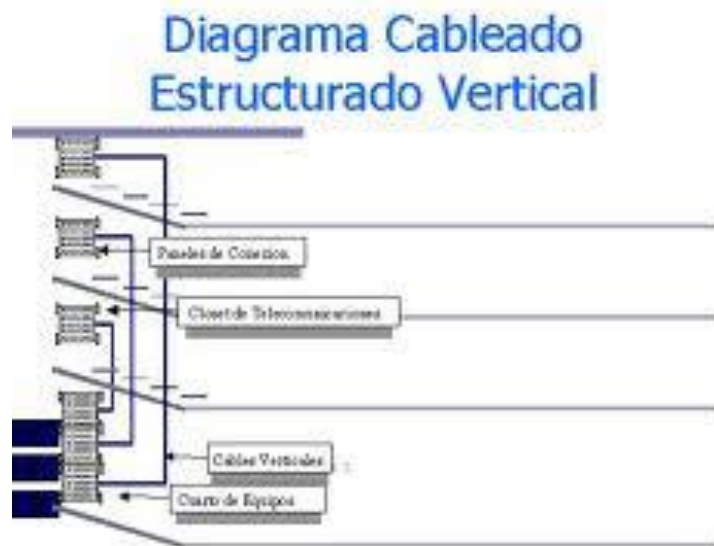 Diagrama Cableado
Estructurado Vertical
Paneles de Conexion
Closet de Telecomunicaciones
Cables Verticales
Cuarto de Equipos